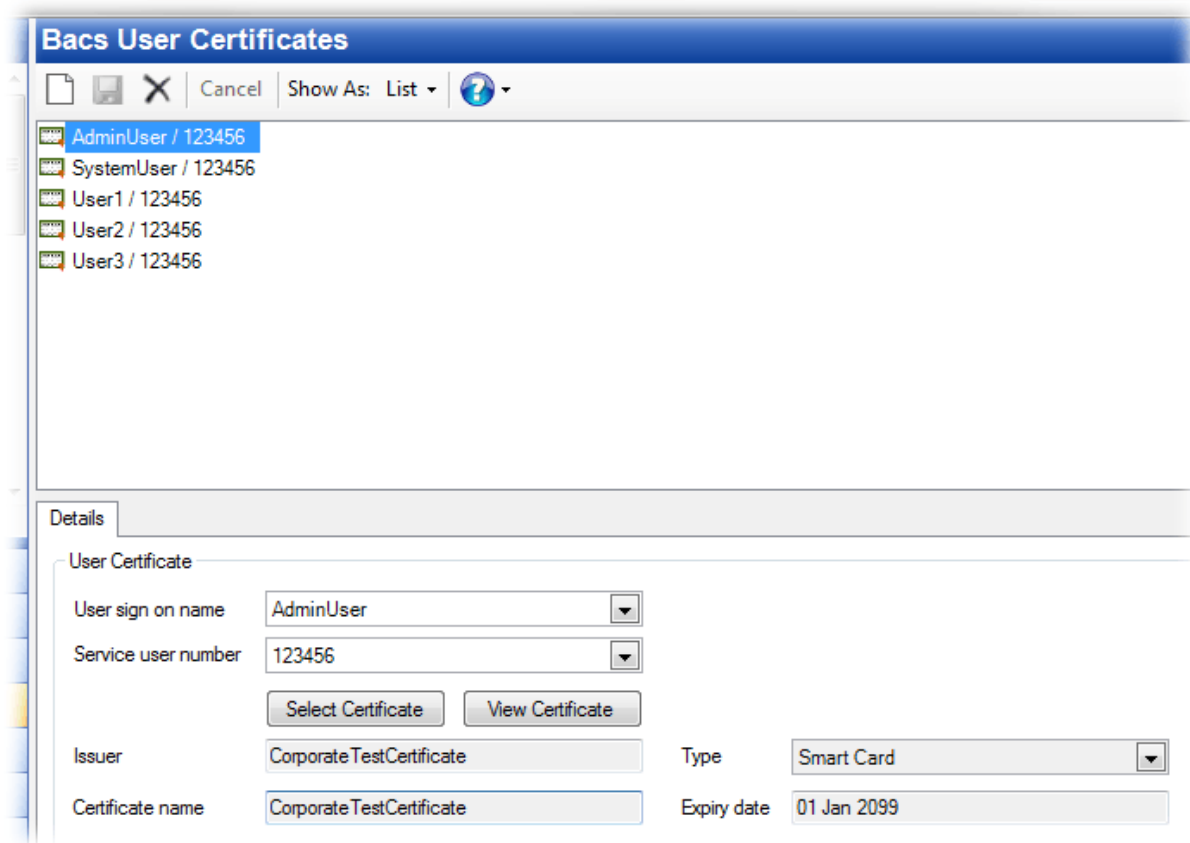 Bacs User Certificates
Cancel Show As: List
AdminUser / 123456
SystemUser / 123456
User1 / 123456
User2 / 123456
User3 / 123456
Details
User Certificate
User sign on name AdminUser
Service user number 123456
Select Certificate View Certificate
Issuer CorporateTestCertificate Type Smart Card
Certificate name CorporateTestCertificate Expiry date 01 Jan 2099